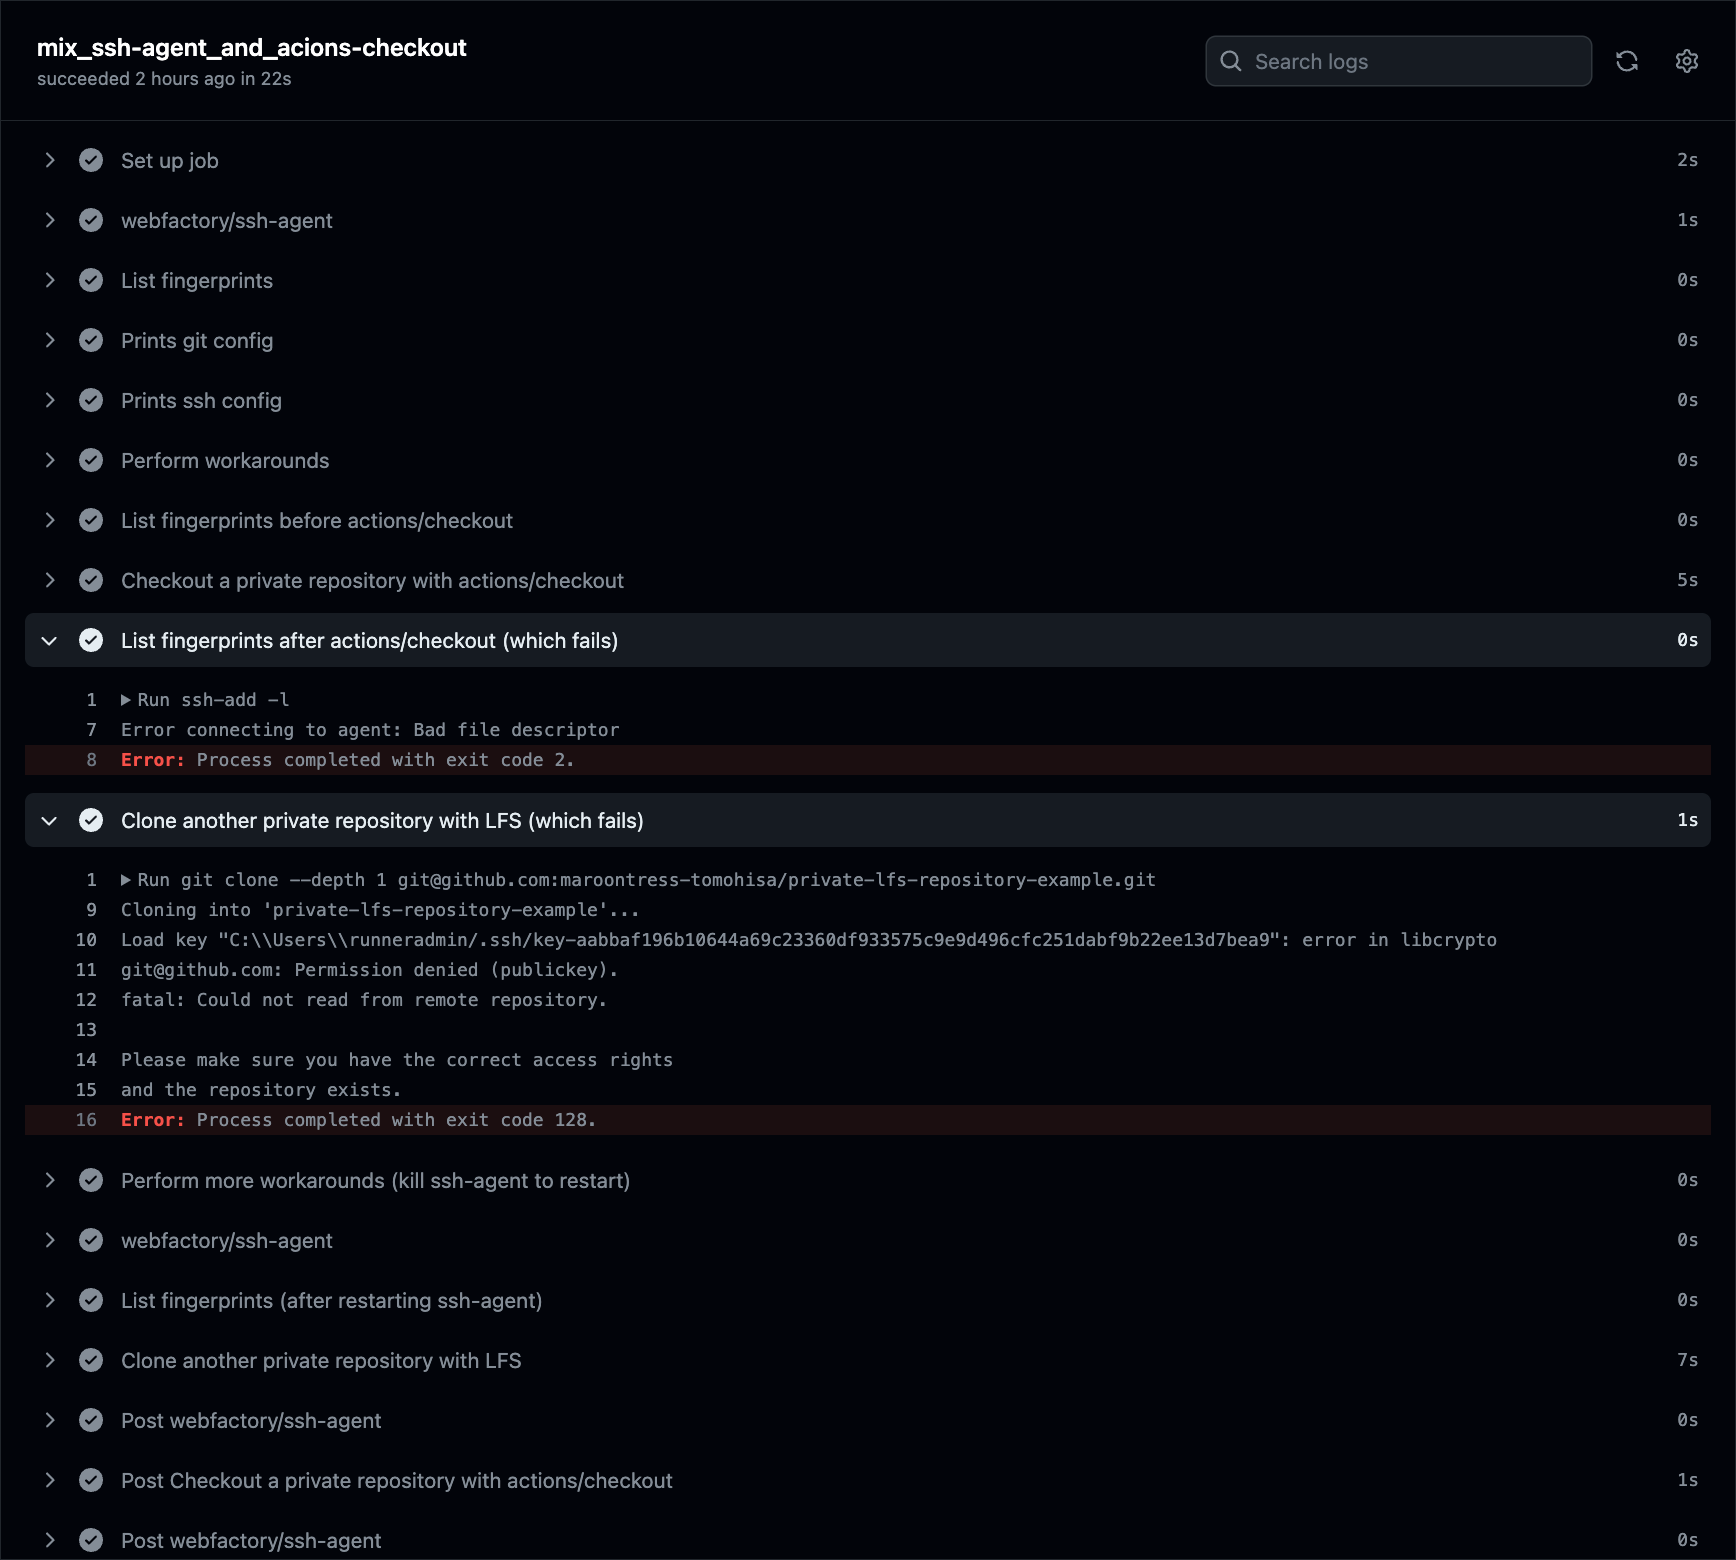 mix_ssh-agent_and_acions-checkout
succeeded 2 hours ago in 22s
Search logs
Set up job 2s
webfactory/ssh-agent 1s
List fingerprints 0s
Prints git config 0s
Prints ssh config 0s
Perform workarounds 0s
List fingerprints before actions/checkout 0s
Checkout a private repository with actions/checkout 5s
List fingerprints after actions/checkout (which fails) 0s
1 Run ssh-add -l
7 Error connecting to agent: Bad file descriptor
8 Error: Process completed with exit code 2.
Clone another private repository with LFS (which fails) 1s
1 Run git clone --depth 1 git@github.com:maroontress-tomohisa/private-lfs-repository-example.git
9 Cloning into 'private-lfs-repository-example'...
10 Load key "C:\\Users\\runneradmin/.ssh/key-aabbaf196b10644a69c23360df933575c9e9d496cfc251dabf9b22ee13d7bea9": error in libcrypto
11 git@github.com: Permission denied (publickey).
12 fatal: Could not read from remote repository.
13
14 Please make sure you have the correct access rights
15 and the repository exists.
16 Error: Process completed with exit code 128.
Perform more workarounds (kill ssh-agent to restart) 0s
webfactory/ssh-agent 0s
List fingerprints (after restarting ssh-agent) 0s
Clone another private repository with LFS 7s
Post webfactory/ssh-agent 0s
Post Checkout a private repository with actions/checkout 1s
Post webfactory/ssh-agent 0s